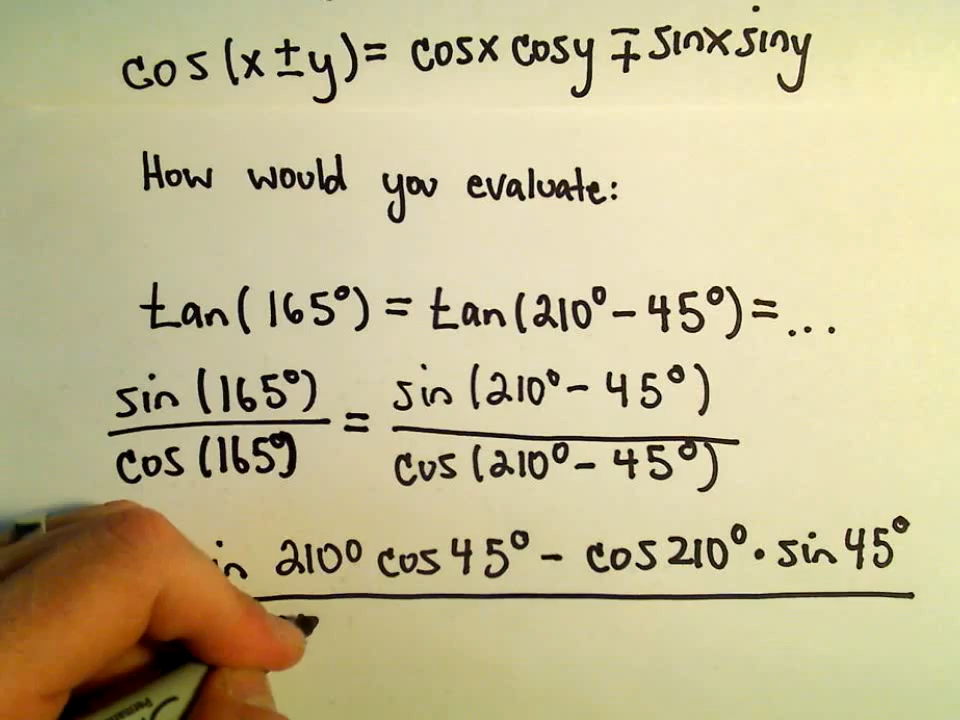 cos(x ± y) = cosx cosy ∓ sinx siny
How would you evaluate:
tan(165°) = tan(210° - 45°) = ...
sin(165°) = sin(210° - 45°)
cos(165°) cos(210° - 45°)
210° cos45° - cos210° · sin45°